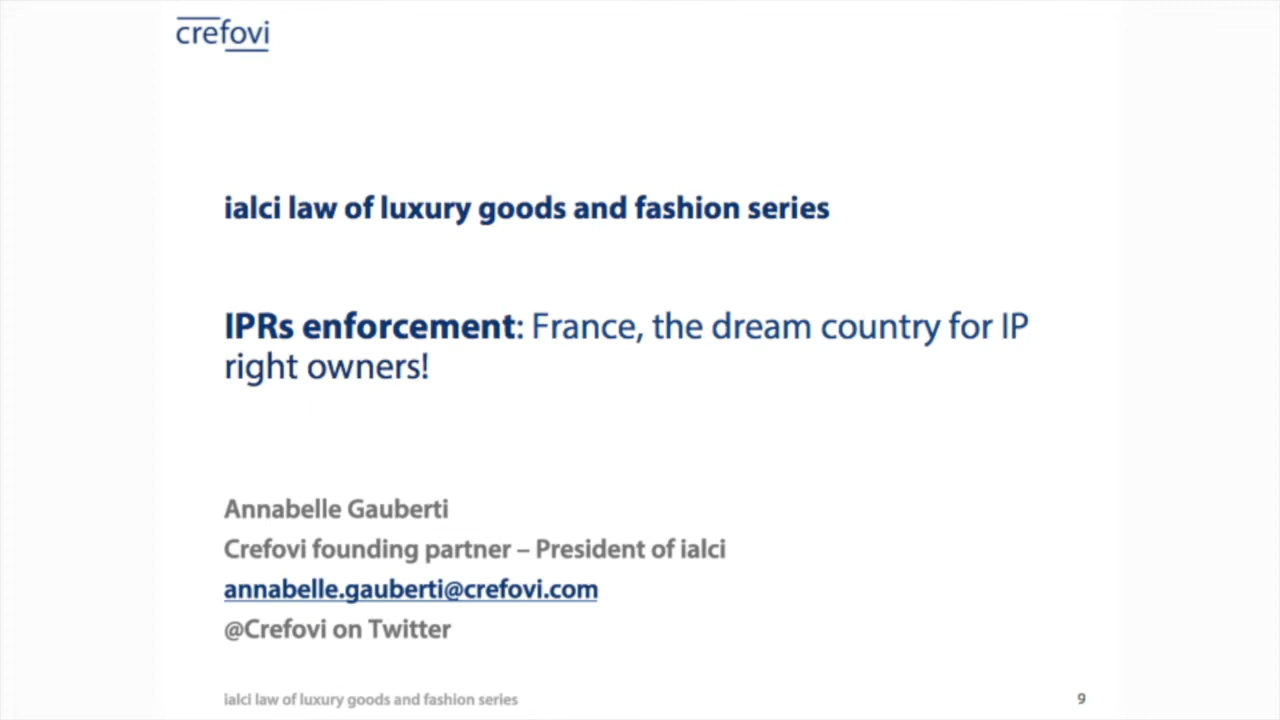 crefovi
ialci law of luxury goods and fashion series
IPRs enforcement: France, the dream country for IP
right owners!
Annabelle Gauberti
Crefovi founding partner – President of ialci
annabelle.gauberti@crefovi.com
@Crefovi on Twitter
ialci law of luxury goods and fashion series
9